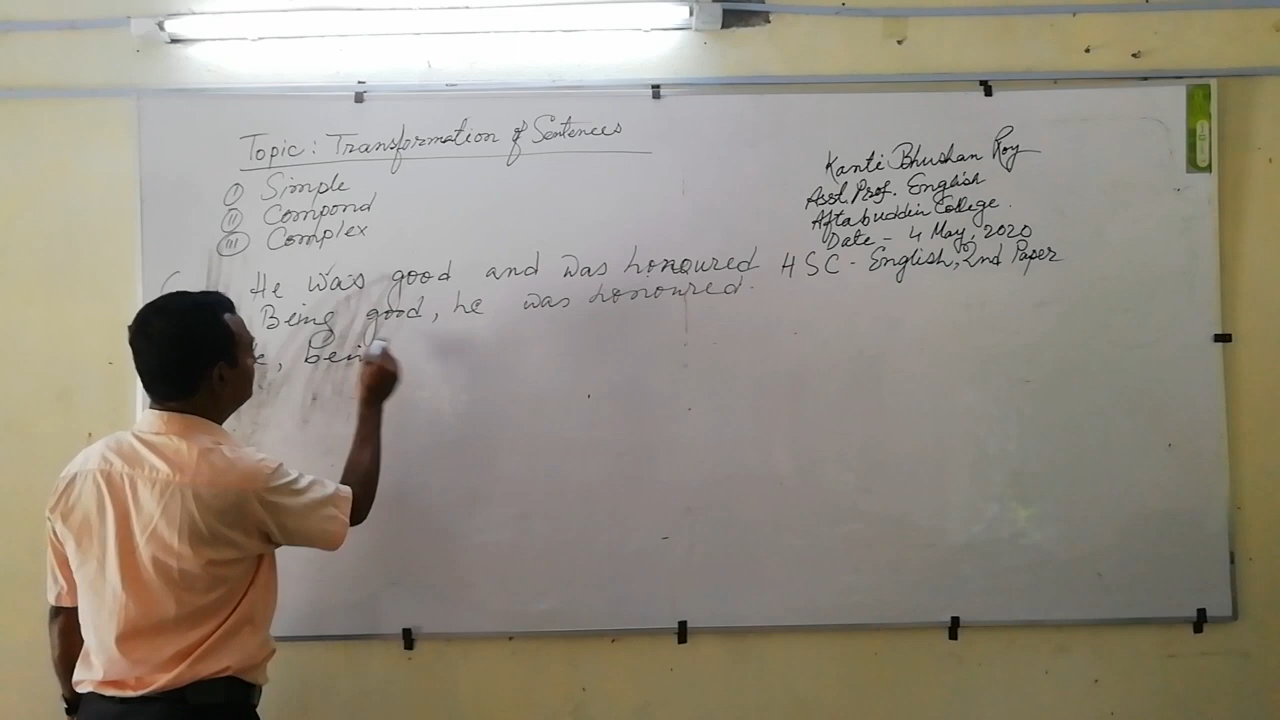 Topic: Transformation of Sentences
(i) Simple
(ii) Compond
(iii) Complex
Kanti Bhushan Roy
Asst. Prof. English
Aftabuddin College.
Date - 4 May, 2020
HSC - English, 2nd Paper
He was good and was honoured
Being good, he was honoured.
, bein